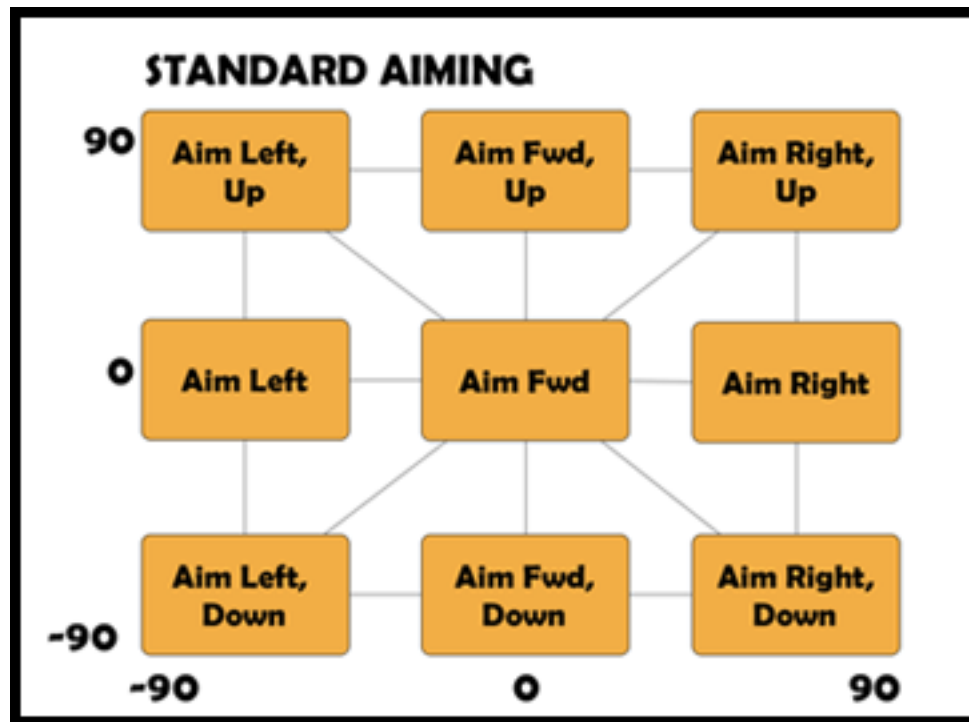 STANDARD AIMING
90
Aim Left,
Up
Aim Fwd,
Up
Aim Right,
Up
0
Aim Left
Aim Fwd
Aim Right
Aim Left,
Down
Aim Fwd,
Down
Aim Right,
Down
-90
-90
0
90